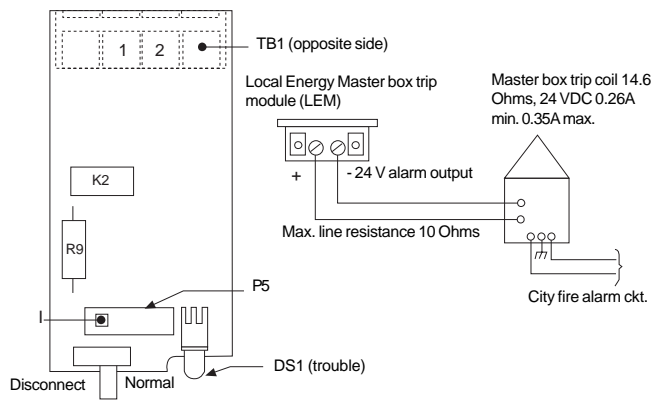 1 2
TB1 (opposite side)
Local Energy Master box trip
module (LEM)
Master box trip coil 14.6
Ohms, 24 VDC 0.26A
min. 0.35A max.
+
- 24 V alarm output
K2
Max. line resistance 10 Ohms
R9
City fire alarm ckt.
P5
I
DS1 (trouble)
Disconnect
Normal